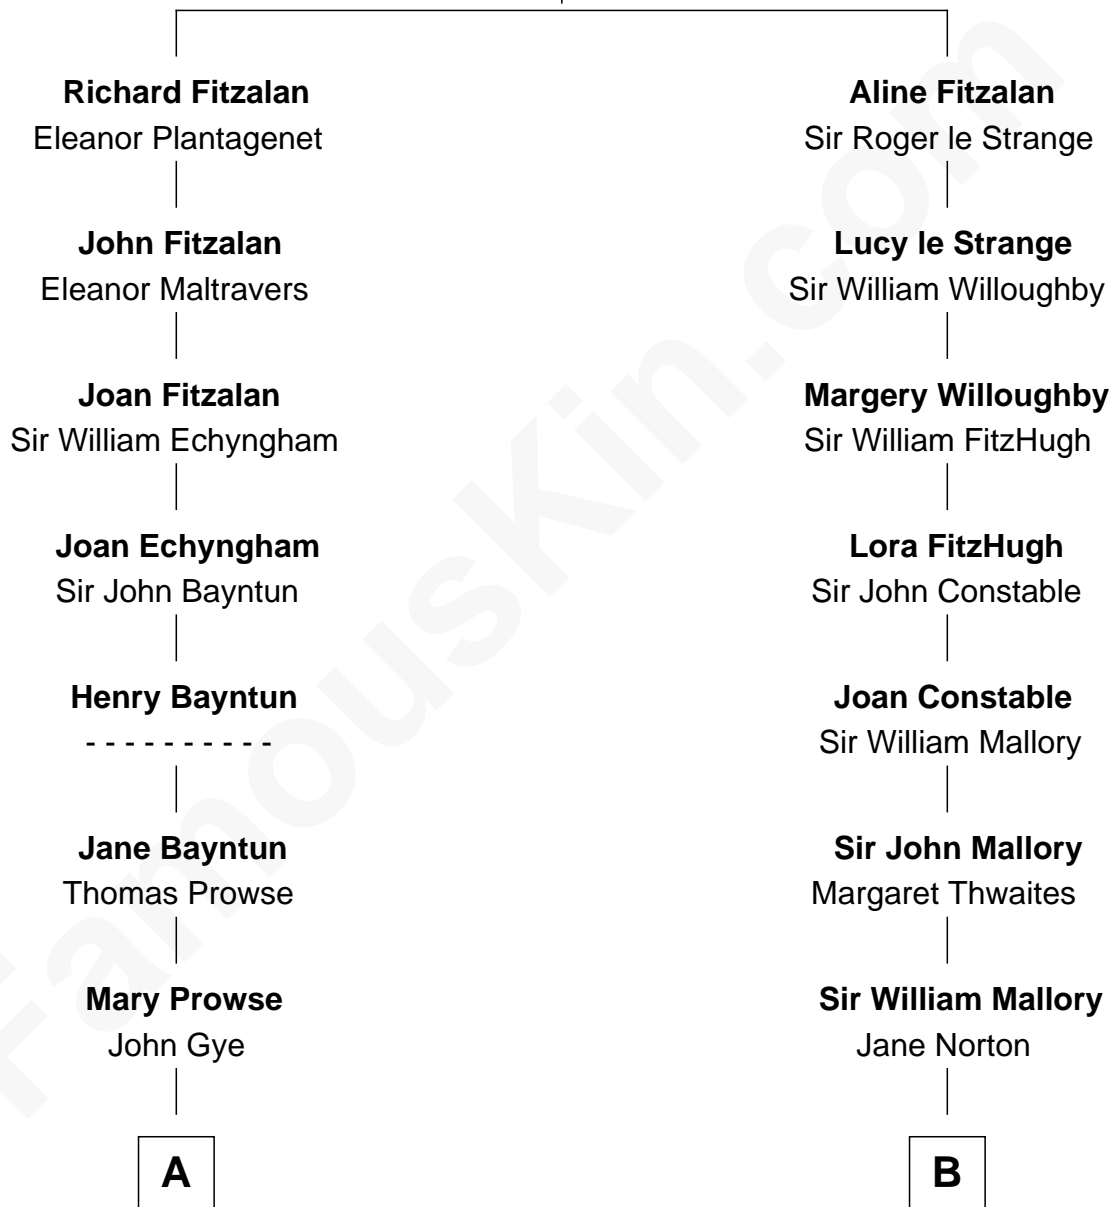 Richard Fitzalan
Eleanor Plantagenet
John Fitzalan
Eleanor Maltravers
Joan Fitzalan
Sir William Echyngham
Joan Echyngham
Sir John Bayntun
Henry Bayntun
- - - - - - - - - -
Jane Bayntun
Thomas Prowse
Mary Prowse
John Gye
A
Aline Fitzalan
Sir Roger le Strange
Lucy le Strange
Sir William Willoughby
Margery Willoughby
Sir William FitzHugh
Lora FitzHugh
Sir John Constable
Joan Constable
Sir William Mallory
Sir John Mallory
Margaret Thwaites
Sir William Mallory
Jane Norton
B
FamousKin.com